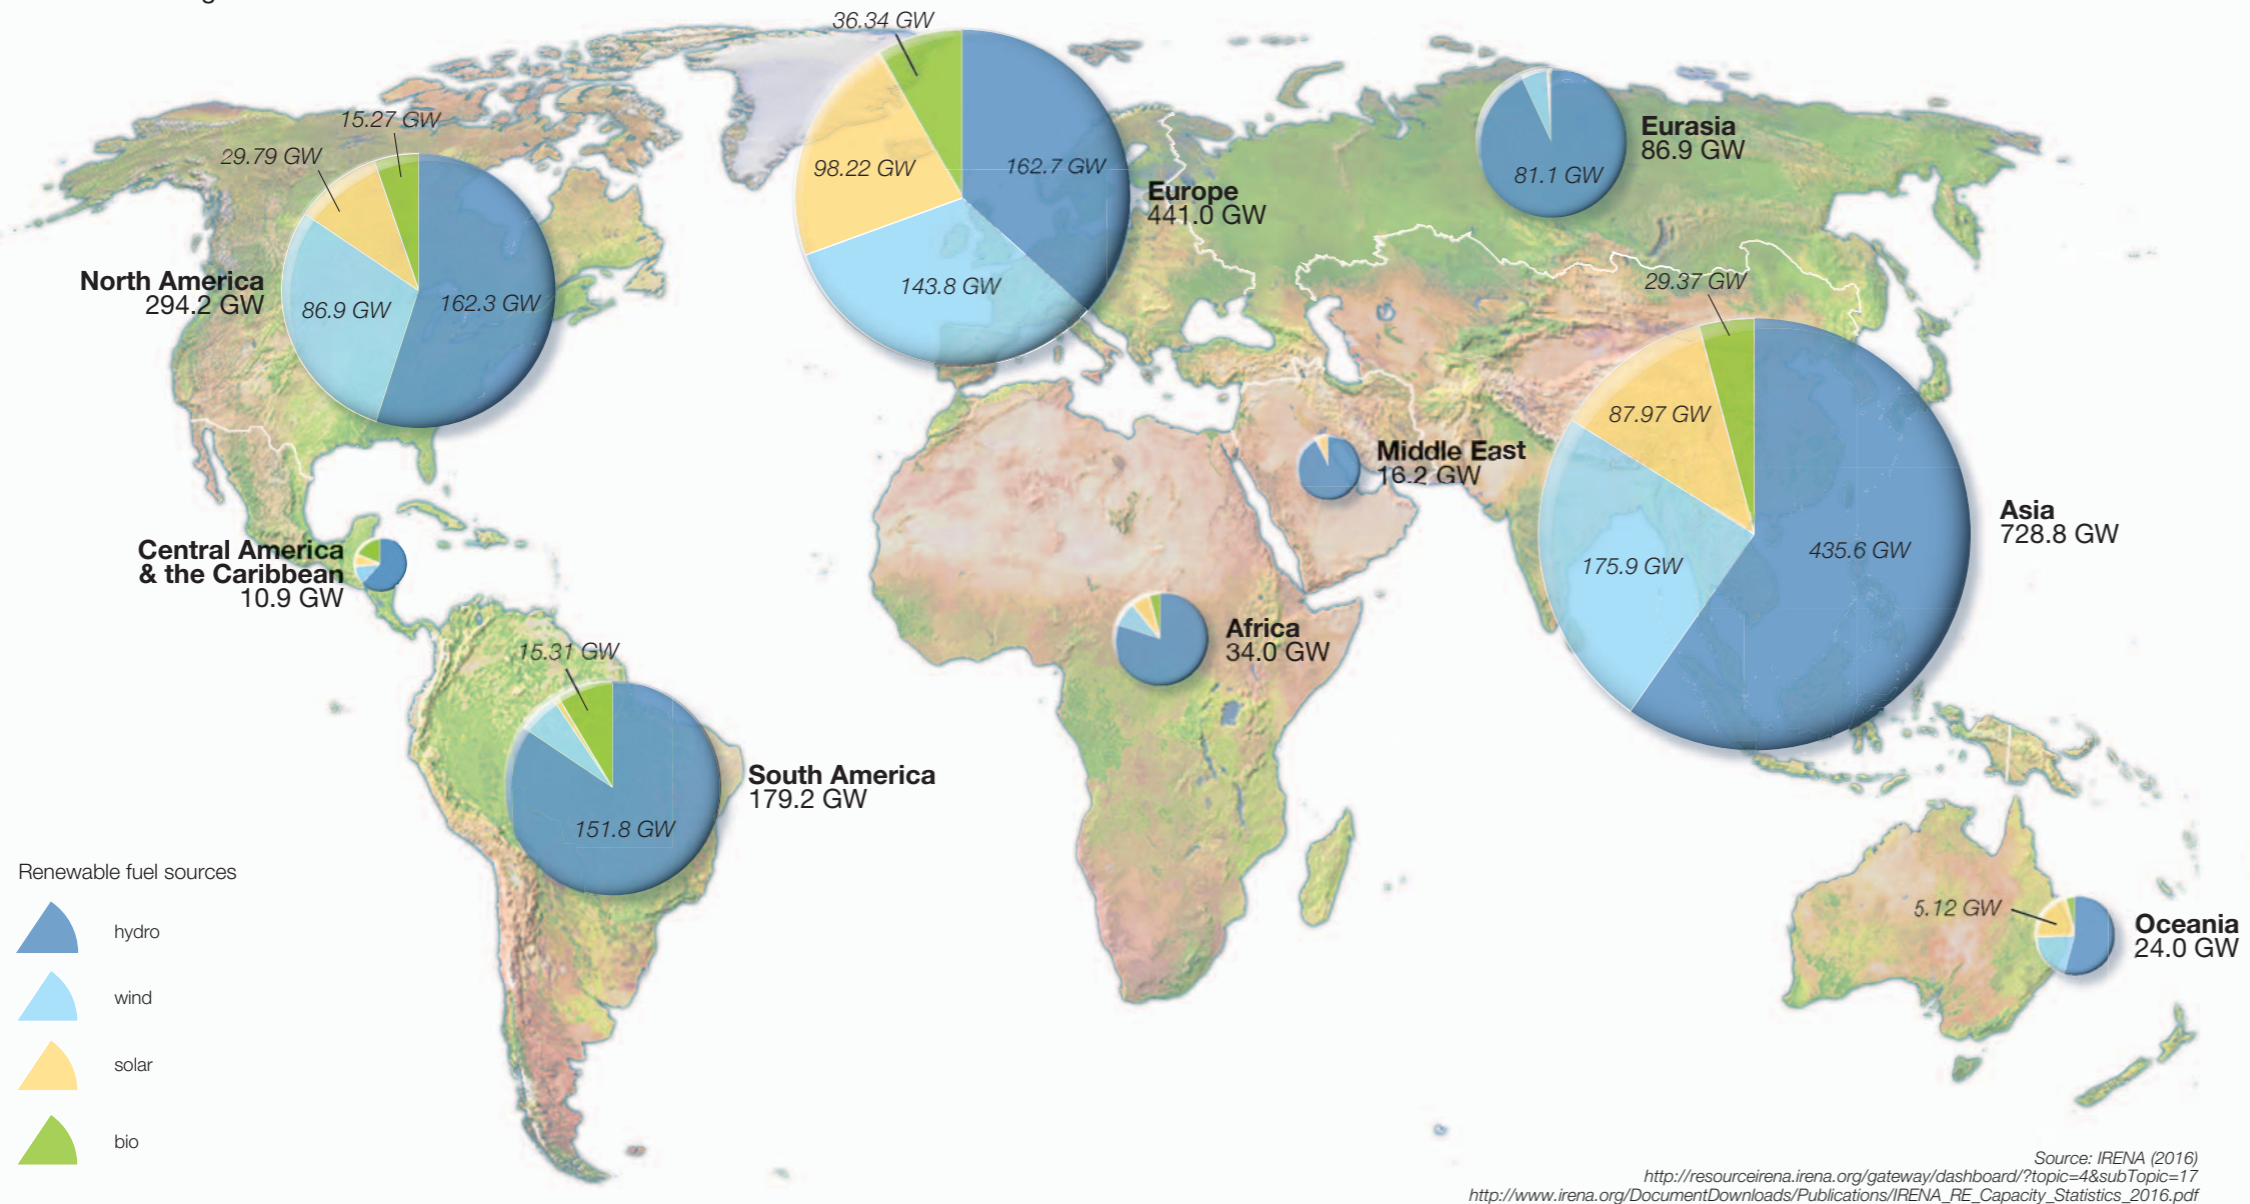 36.34 GW
98.22 GW
162.7 GW
143.8 GW
Europe
441.0 GW
81.1 GW
Eurasia
86.9 GW
15.27 GW
29.79 GW
86.9 GW
162.3 GW
North America
294.2 GW
29.37 GW
87.97 GW
175.9 GW
435.6 GW
Asia
728.8 GW
Middle East
16.2 GW
Central America
& the Caribbean
10.9 GW
Africa
34.0 GW
15.31 GW
151.8 GW
South America
179.2 GW
5.12 GW
Oceania
24.0 GW
Renewable fuel sources
hydro
wind
solar
bio
Source: IRENA (2016)
http://resourceirena.irena.org/gateway/dashboard/?topic=4&subTopic=17
http://www.irena.org/DocumentDownloads/Publications/IRENA_RE_Capacity_Statistics_2016.pdf